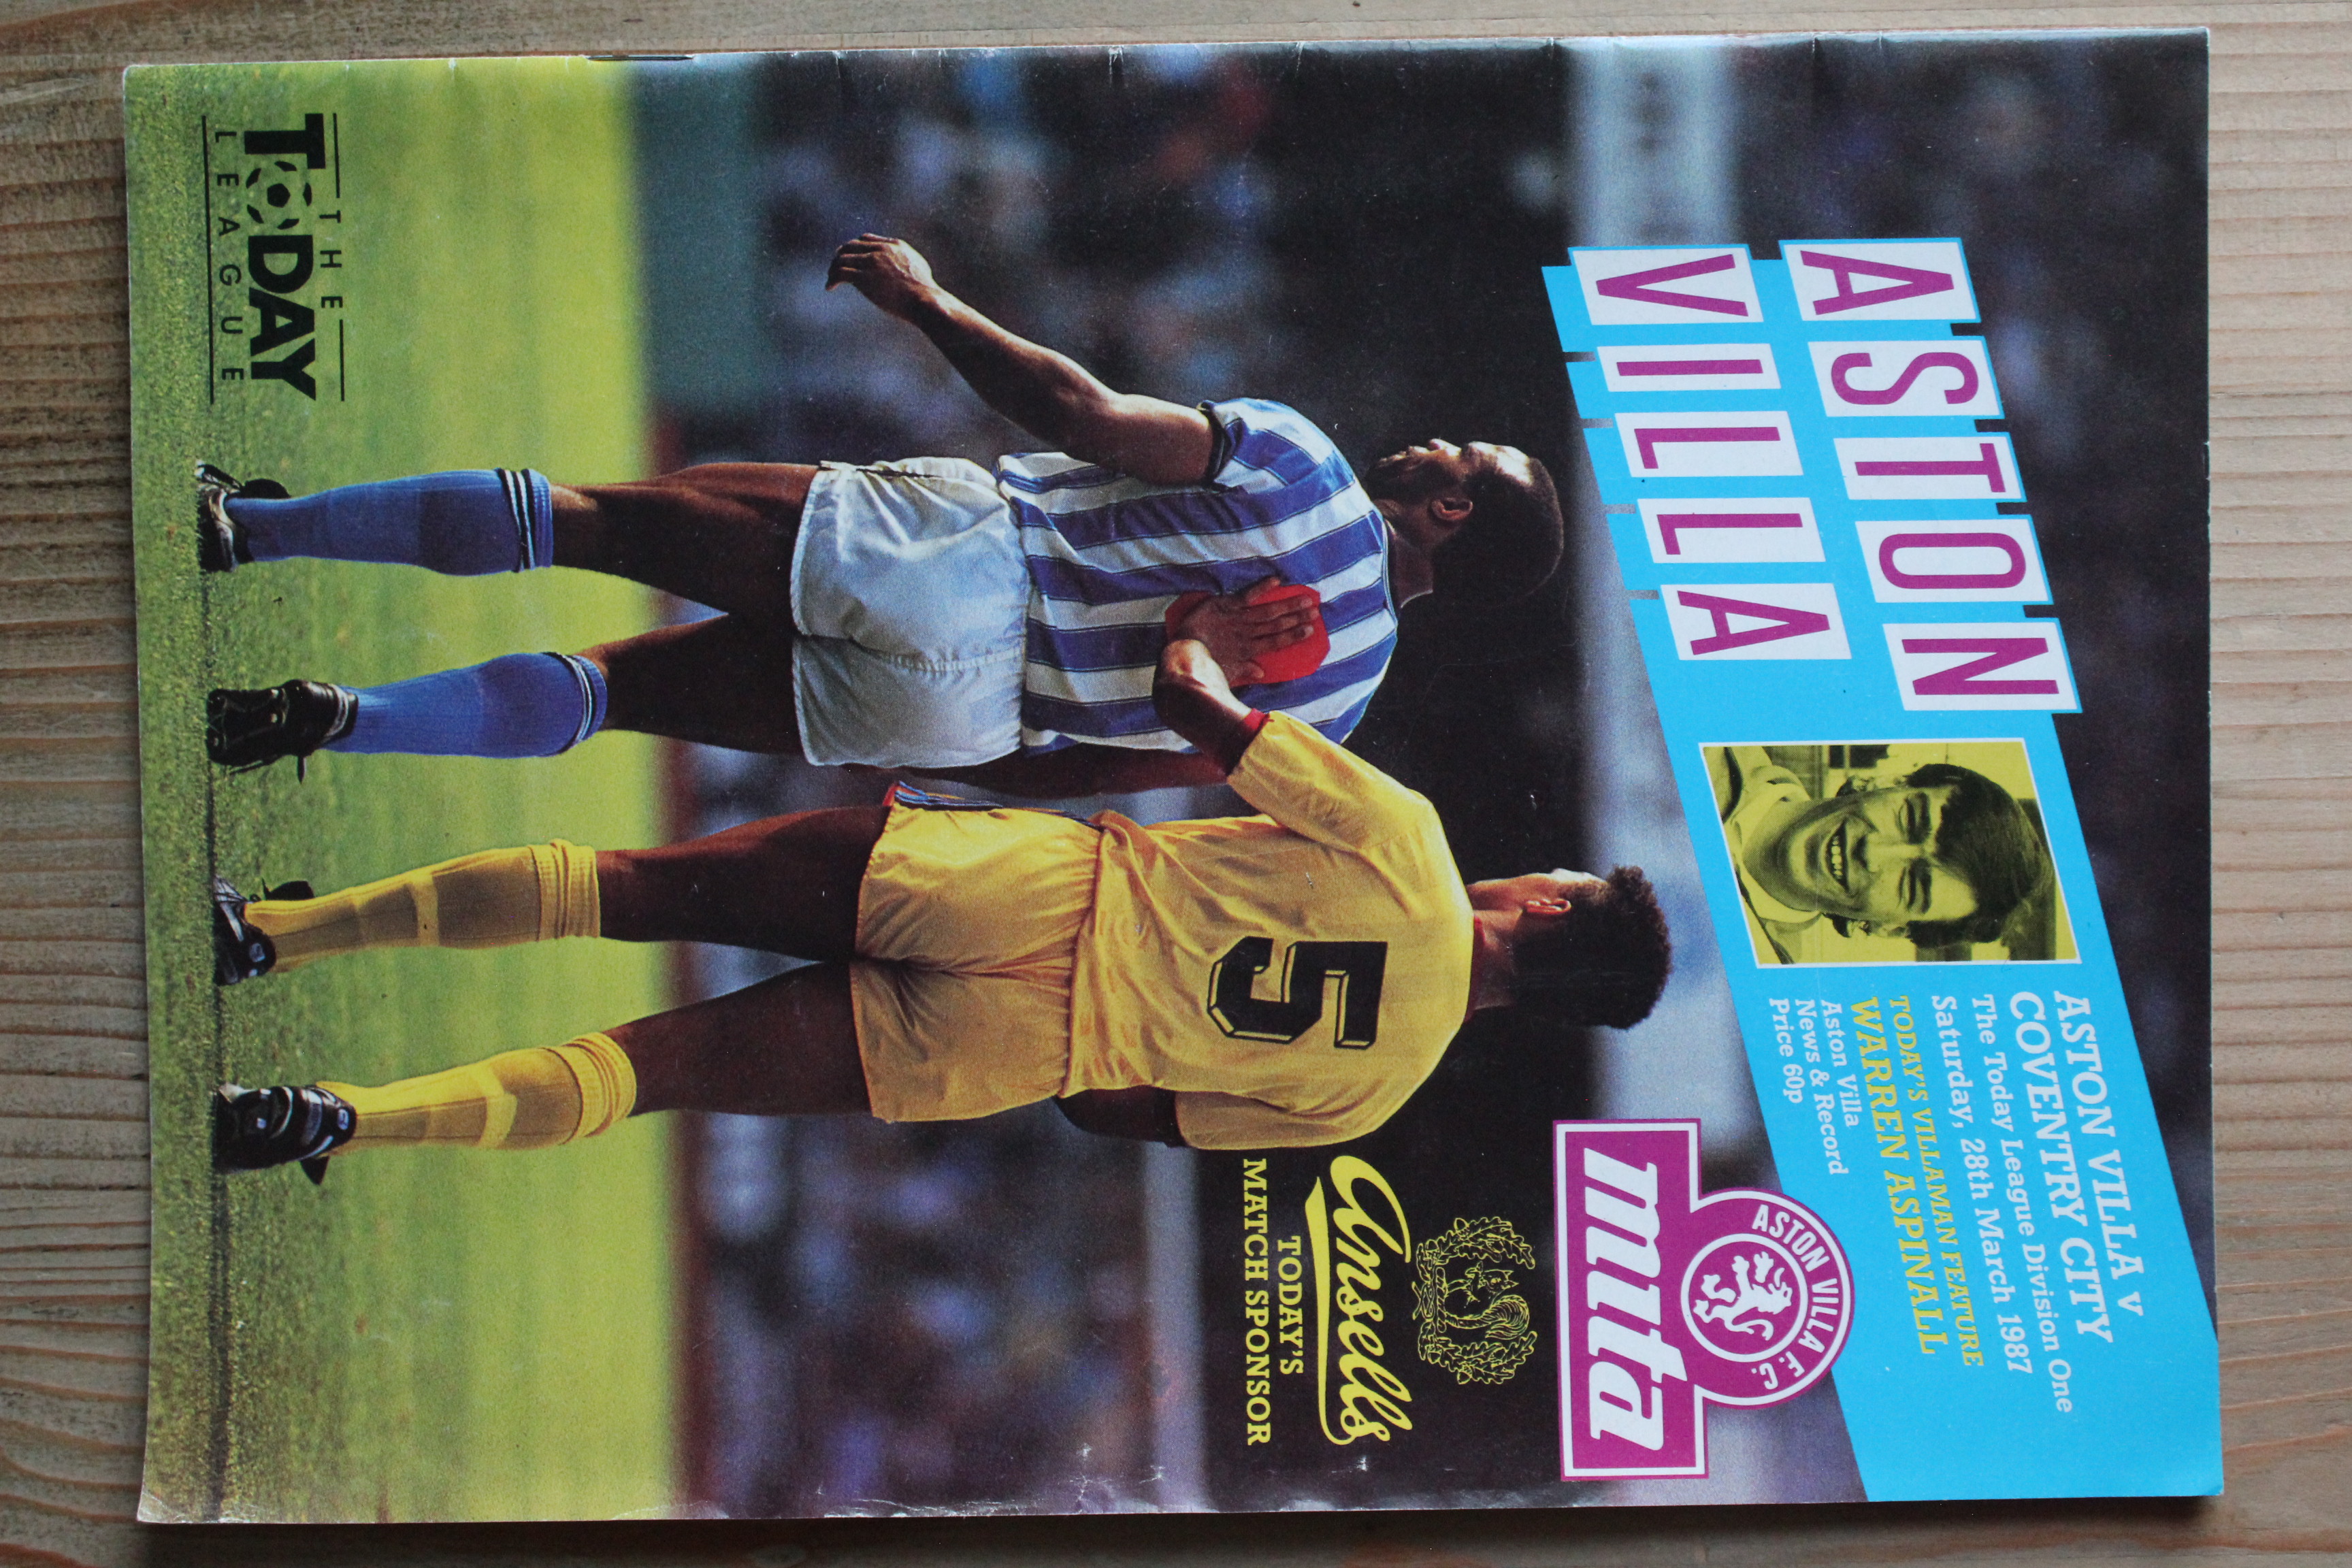 ASTON
VILLA
ASTON VILLA v
COVENTRY CITY
The Today League Division One
Saturday, 28th March 1987
TODAY'S VILLAMAN FEATURE
WARREN ASPINALL
Aston Villa
News & Record
Price 60p
ASTON VILLA F.C.
mita
Ansells
TODAY'S
MATCH SPONSOR
5
THE
TODAY
LEAGUE